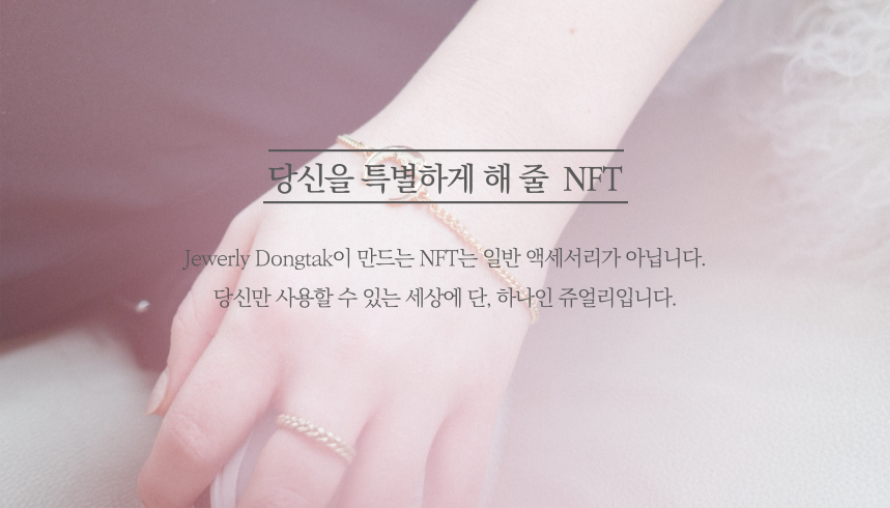 당신을 특별하게 해 줄 NFT
Jewerly Dongtak이 만드는 NFT는 일반 액세서리가 아닙니다.
당신만 사용할 수 있는 세상에 단, 하나인 쥬얼리입니다.